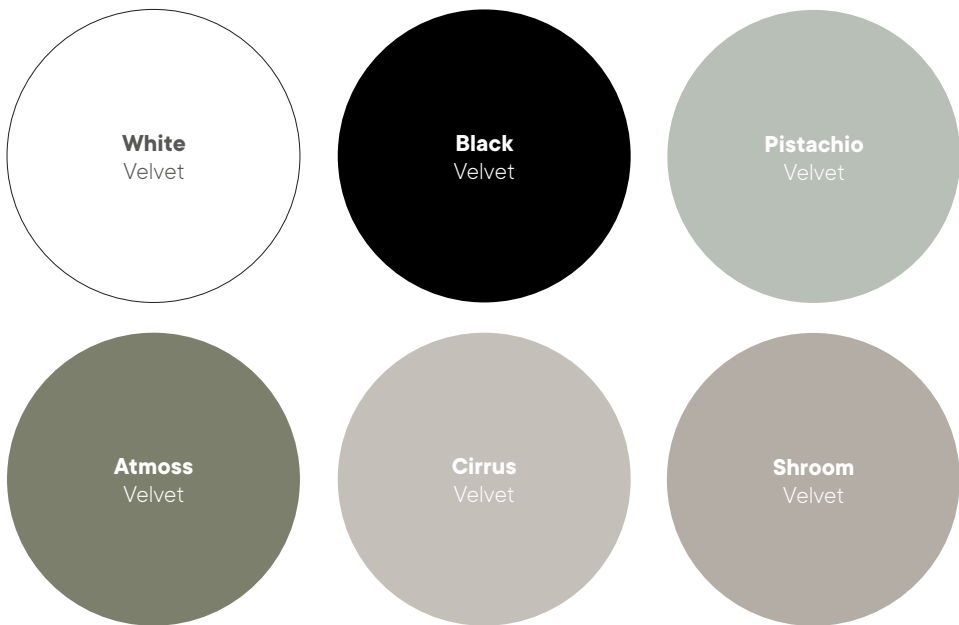 White
Velvet
Black
Velvet
Pistachio
Velvet
Atmoss
Velvet
Cirrus
Velvet
Shroom
Velvet